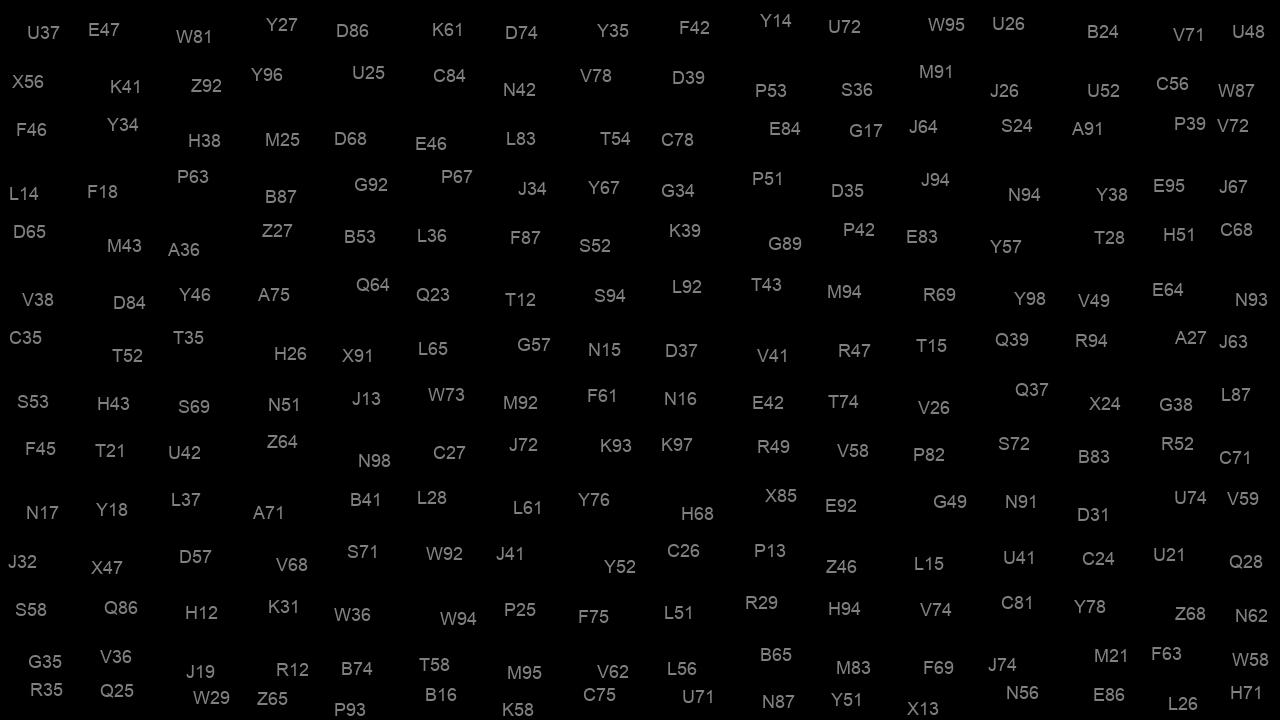 U37 E47 W81 Y27 D86 K61 D74 Y35 F42 Y14 U72 W95 U26 B24 V71 U48
X56 K41 Z92 Y96 U25 C84 N42 V78 D39 P53 S36 M91 J26 U52 C56 W87
F46 Y34 H38 M25 D68 E46 L83 T54 C78 E84 G17 J64 S24 A91 P39 V72
L14 F18 P63 B87 G92 P67 J34 Y67 G34 P51 D35 J94 N94 Y38 E95 J67
D65 M43 A36 Z27 B53 L36 F87 S52 K39 G89 P42 E83 Y57 T28 H51 C68
V38 D84 Y46 A75 Q64 Q23 T12 S94 L92 T43 M94 R69 Y98 V49 E64 N93
C35 T52 T35 H26 X91 L65 G57 N15 D37 V41 R47 T15 Q39 R94 A27 J63
S53 H43 S69 N51 J13 W73 M92 F61 N16 E42 T74 V26 Q37 X24 G38 L87
F45 T21 U42 Z64 N98 C27 J72 K93 K97 R49 V58 P82 S72 B83 R52 C71
N17 Y18 L37 A71 B41 L28 L61 Y76 H68 X85 E92 G49 N91 D31 U74 V59
J32 X47 D57 V68 S71 W92 J41 Y52 C26 P13 Z46 L15 U41 C24 U21 Q28
S58 Q86 H12 K31 W36 W94 P25 F75 L51 R29 H94 V74 C81 Y78 Z68 N62
G35 V36 J19 R12 B74 T58 M95 V62 L56 B65 M83 F69 J74 M21 F63 W58
R35 Q25 W29 Z65 P93 B16 K58 C75 U71 N87 Y51 X13 N56 E86 L26 H71